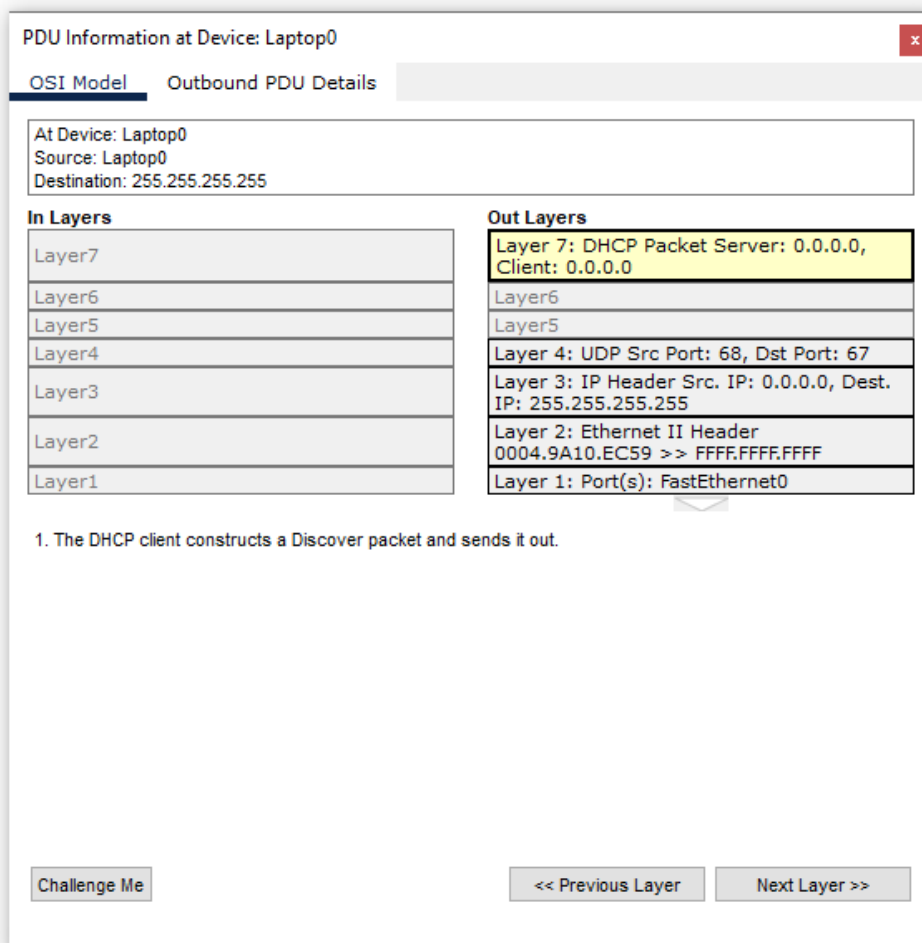 PDU Information at Device: Laptop0
x
OSI Model
Outbound PDU Details
At Device: Laptop0
Source: Laptop0
Destination: 255.255.255.255
In Layers
Layer7
Layer6
Layer5
Layer4
Layer3
Layer2
Layer1
Out Layers
Layer 7: DHCP Packet Server: 0.0.0.0,
Client: 0.0.0.0
Layer6
Layer5
Layer 4: UDP Src Port: 68, Dst Port: 67
Layer 3: IP Header Src. IP: 0.0.0.0, Dest.
IP: 255.255.255.255
Layer 2: Ethernet II Header
0004.9A10.EC59 >> FFFF.FFFF.FFFF
Layer 1: Port(s): FastEthernet0
1. The DHCP client constructs a Discover packet and sends it out.
Challenge Me
<< Previous Layer
Next Layer >>